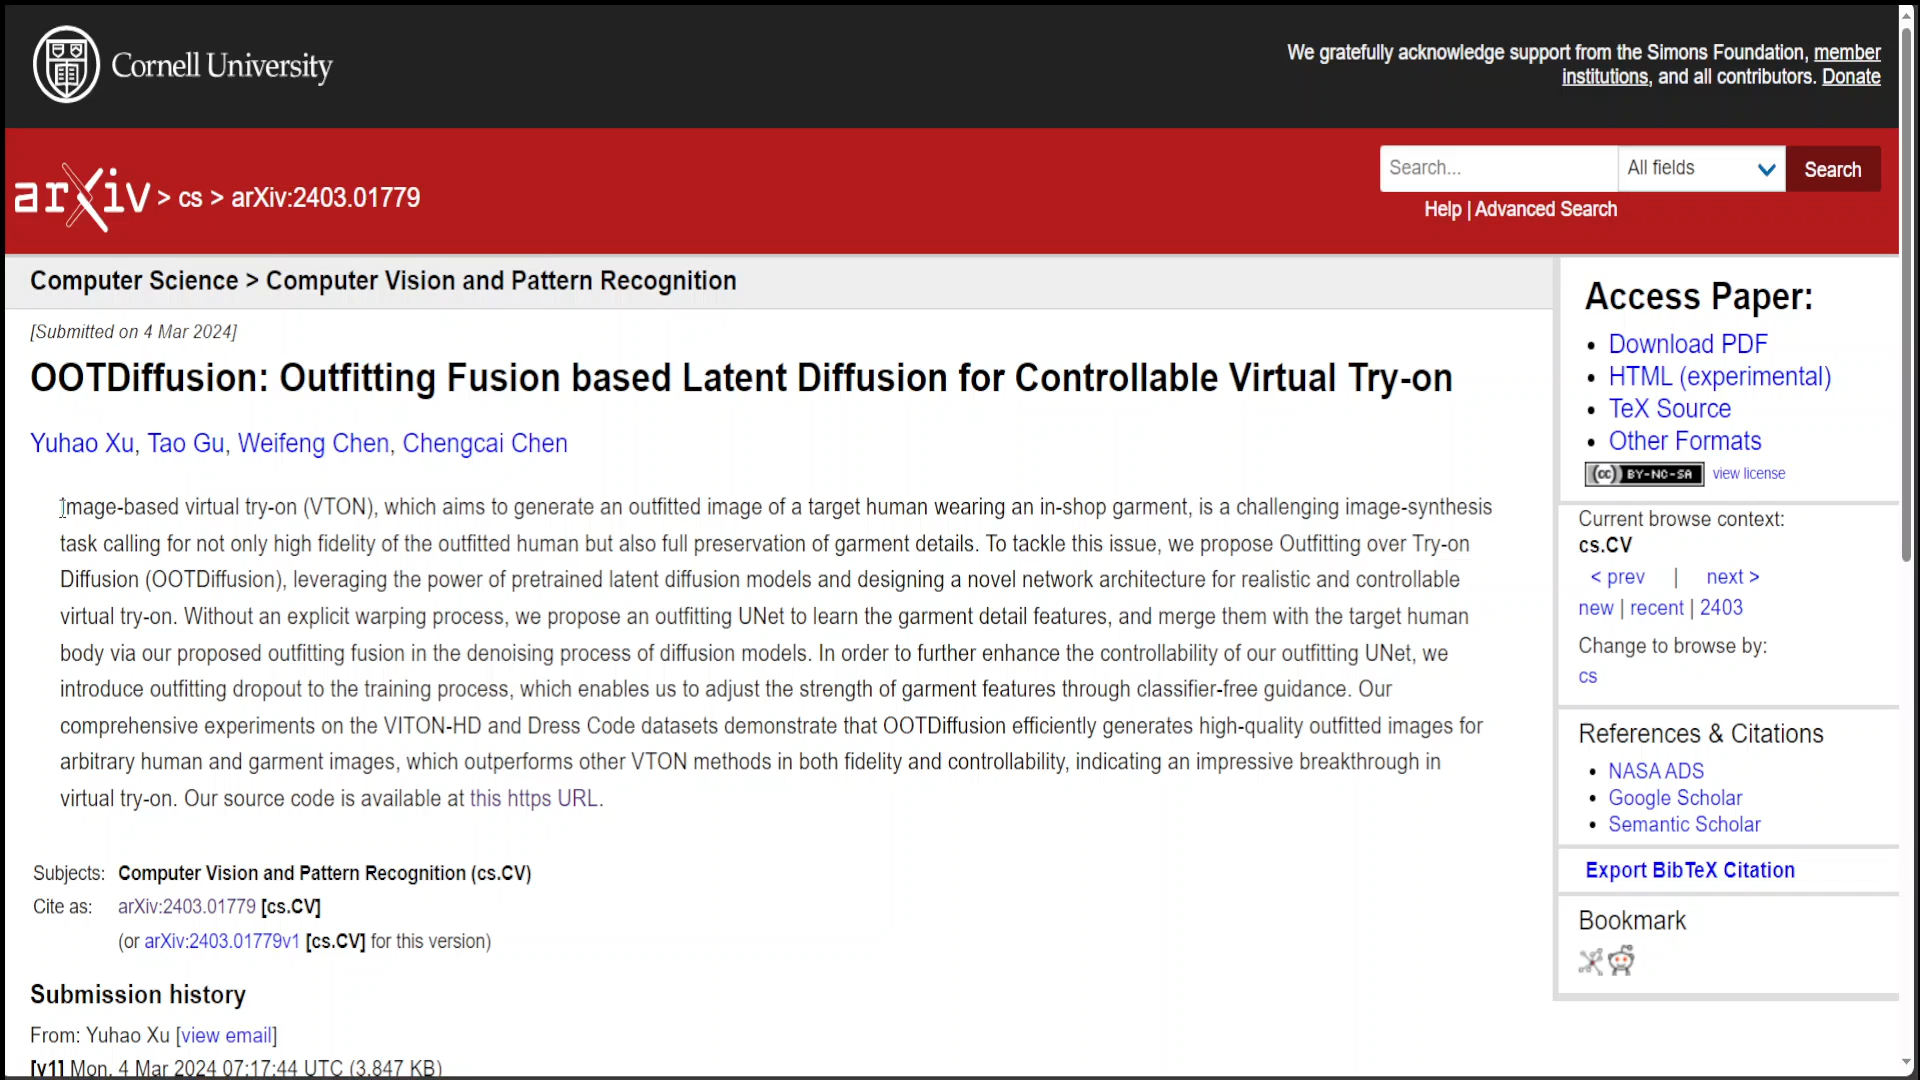 Cornell University
We gratefully acknowledge support from the Simons Foundation, member
institutions, and all contributors. Donate
arXiv > cs > arXiv:2403.01779
Search...
All fields
Search
Help | Advanced Search
Computer Science > Computer Vision and Pattern Recognition
[Submitted on 4 Mar 2024]
OOTDiffusion: Outfitting Fusion based Latent Diffusion for Controllable Virtual Try-on
Yuhao Xu, Tao Gu, Weifeng Chen, Chengcai Chen
Image-based virtual try-on (VTON), which aims to generate an outfitted image of a target human wearing an in-shop garment, is a challenging image-synthesis
task calling for not only high fidelity of the outfitted human but also full preservation of garment details. To tackle this issue, we propose Outfitting over Try-on
Diffusion (OOTDiffusion), leveraging the power of pretrained latent diffusion models and designing a novel network architecture for realistic and controllable
virtual try-on. Without an explicit warping process, we propose an outfitting UNet to learn the garment detail features, and merge them with the target human
body via our proposed outfitting fusion in the denoising process of diffusion models. In order to further enhance the controllability of our outfitting UNet, we
introduce outfitting dropout to the training process, which enables us to adjust the strength of garment features through classifier-free guidance. Our
comprehensive experiments on the VITON-HD and Dress Code datasets demonstrate that OOTDiffusion efficiently generates high-quality outfitted images for
arbitrary human and garment images, which outperforms other VTON methods in both fidelity and controllability, indicating an impressive breakthrough in
virtual try-on. Our source code is available at this https URL.
Subjects: Computer Vision and Pattern Recognition (cs.CV)
Cite as: arXiv:2403.01779 [cs.CV]
(or arXiv:2403.01779v1 [cs.CV] for this version)
Submission history
From: Yuhao Xu [view email]
[v1] Mon, 4 Mar 2024 07:17:44 UTC (3,847 KB)
Access Paper:
Download PDF
HTML (experimental)
TeX Source
Other Formats
(cc) BY-NC-SA view license
Current browse context:
cs.CV
< prev | next >
new | recent | 2403
Change to browse by:
cs
References & Citations
NASA ADS
Google Scholar
Semantic Scholar
Export BibTeX Citation
Bookmark